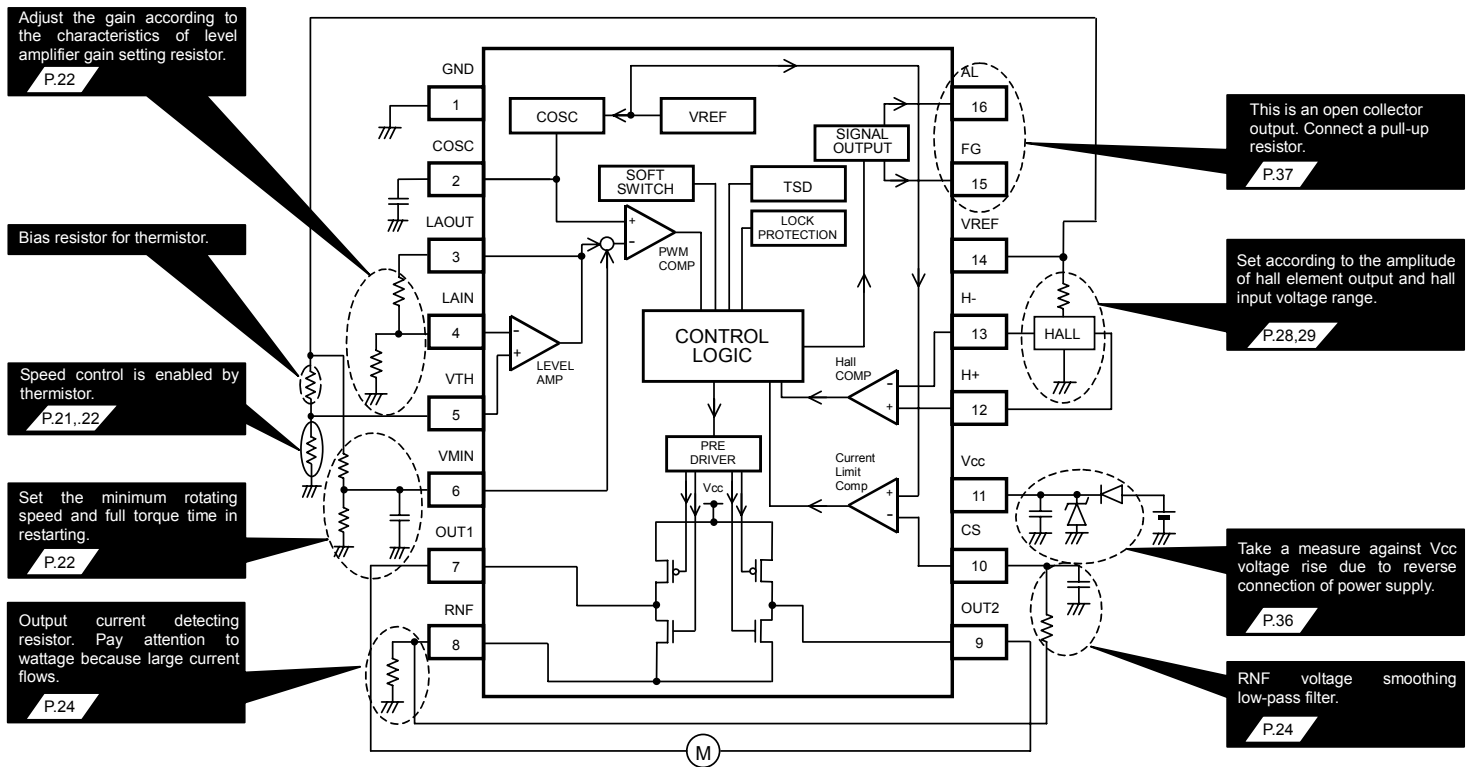 Adjust the gain according to
the characteristics of level
amplifier gain setting resistor.
P.22
Bias resistor for thermistor.
Speed control is enabled by
thermistor.
P.21,.22
Set the minimum rotating
speed and full torque time in
restarting.
P.22
Output current detecting
resistor. Pay attention to
wattage because large current
flows.
P.24
GND
1
COSC
2
LAOUT
3
LAIN
4
VTH
5
VMIN
6
OUT1
7
RNF
8
COSC
VREF
SIGNAL
OUTPUT
SOFT
SWITCH
TSD
LOCK
PROTECTION
+
-
PWM
COMP
-
+
LEVEL
AMP
CONTROL
LOGIC
Hall
COMP
-
+
PRE
DRIVER
Vcc
Current
Limit
Comp
+
-
M
AL
16
FG
15
VREF
14
H-
13
HALL
H+
12
Vcc
11
CS
10
OUT2
9
This is an open collector
output. Connect a pull-up
resistor.
P.37
Set according to the amplitude
of hall element output and hall
input voltage range.
P.28,29
Take a measure against Vcc
voltage rise due to reverse
connection of power supply.
P.36
RNF voltage smoothing
low-pass filter.
P.24